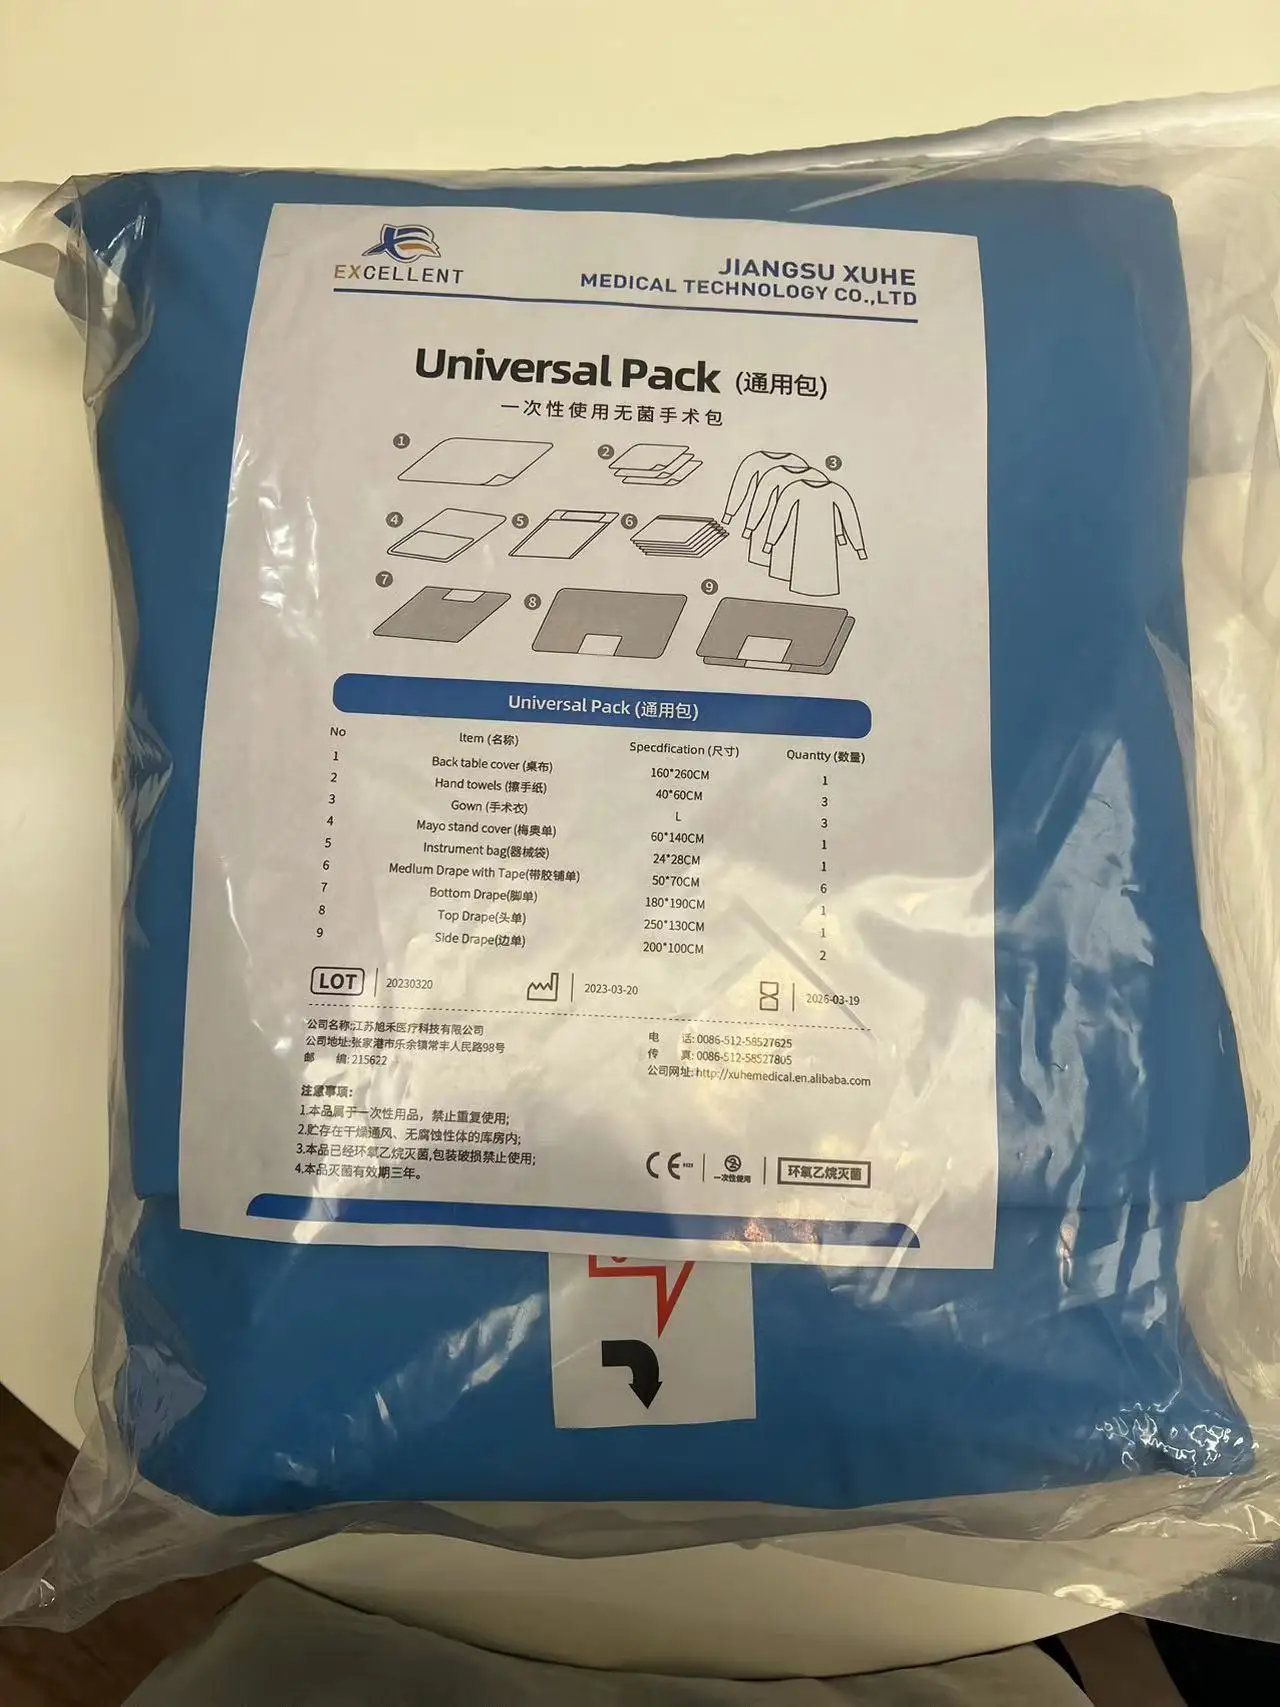 EXCELLENT
JIANGSU XUHE
MEDICAL TECHNOLOGY CO.,LTD
Universal Pack (通用包)
一次性使用无菌手术包
1
2
3
4
5
6
7
8
9
Universal Pack (通用包)
No Item (名称) Specdfication (尺寸) Quantty (数量)
1 Back table cover (桌布) 160*260CM 1
2 Hand towels (擦手纸) 40*60CM 3
3 Gown (手术衣) L 3
4 Mayo stand cover (梅奥单) 60*140CM 1
5 Instrument bag(器械袋) 24*28CM 1
6 Medlum Drape with Tape(带胶铺单) 50*70CM 6
7 Bottom Drape(脚单) 180*190CM 1
8 Top Drape(头单) 250*130CM 1
9 Side Drape(边单) 200*100CM 2
LOT 20230320 2023-03-20 2026-03-19
公司名称:江苏旭禾医疗科技有限公司
公司地址:张家港市乐余镇常丰人民路98号
邮 编: 215622
电 话: 0086-512-58527625
传 真: 0086-512-58527805
公司网址: http://xuhemedical.en.alibaba.com
注意事项:
1.本品属于一次性用品，禁止重复使用;
2.贮存在干燥通风、无腐蚀性体的库房内;
3.本品已经环氧乙烷灭菌,包装破损禁止使用;
4.本品灭菌有效期三年。
CE 0123 2 一次性使用 环氧乙烷灭菌